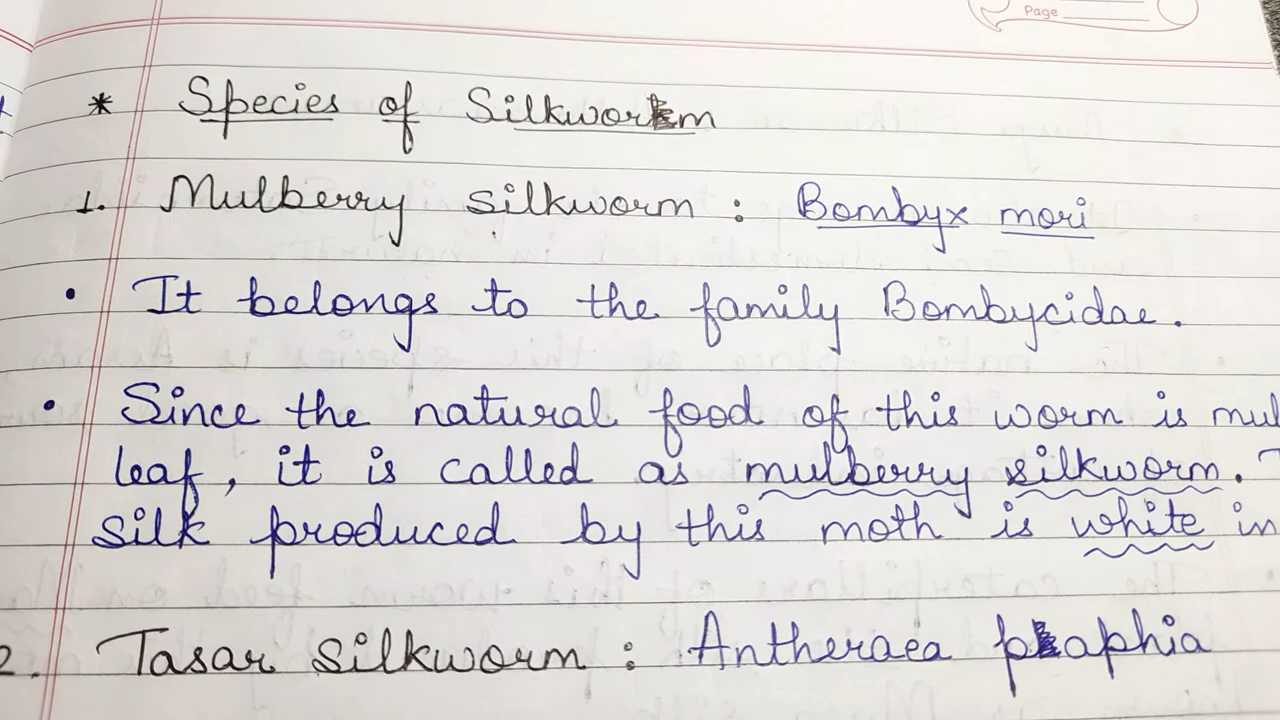 Page
* Species of Silkworm
1. Mulberry silkworm : Bombyx mori
• It belongs to the family Bombycidae.
• Since the natural food of this worm is mul
leaf, it is called as mulberry silkworm. T
silk produced by this moth is white in
2. Tasar silkworm : Antheraea paphia